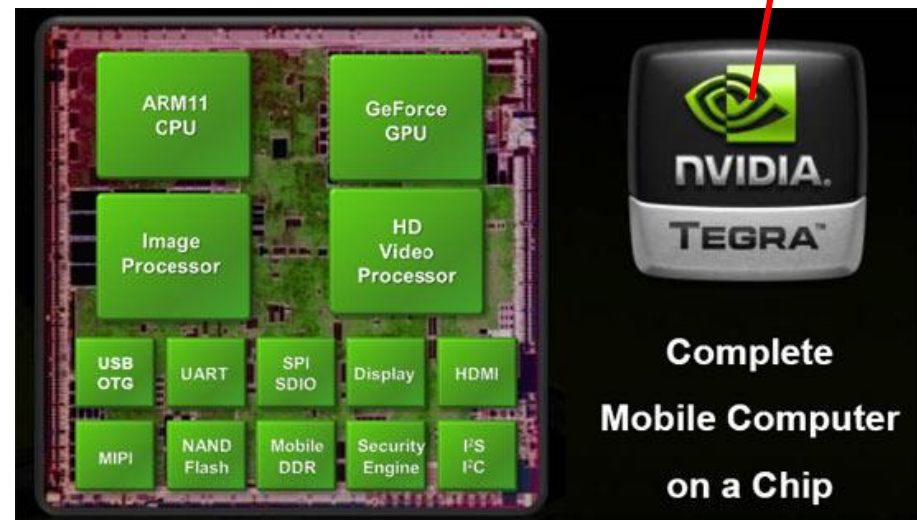 ARM11
CPU
GeForce
GPU
Image
Processor
HD
Video
Processor
USB
OTG
UART
SPI
SDIO
Display
HDMI
MIPI
NAND
Flash
Mobile
DDR
Security
Engine
I²S
I²C
NVIDIA.
TEGRA™
Complete
Mobile Computer
on a Chip